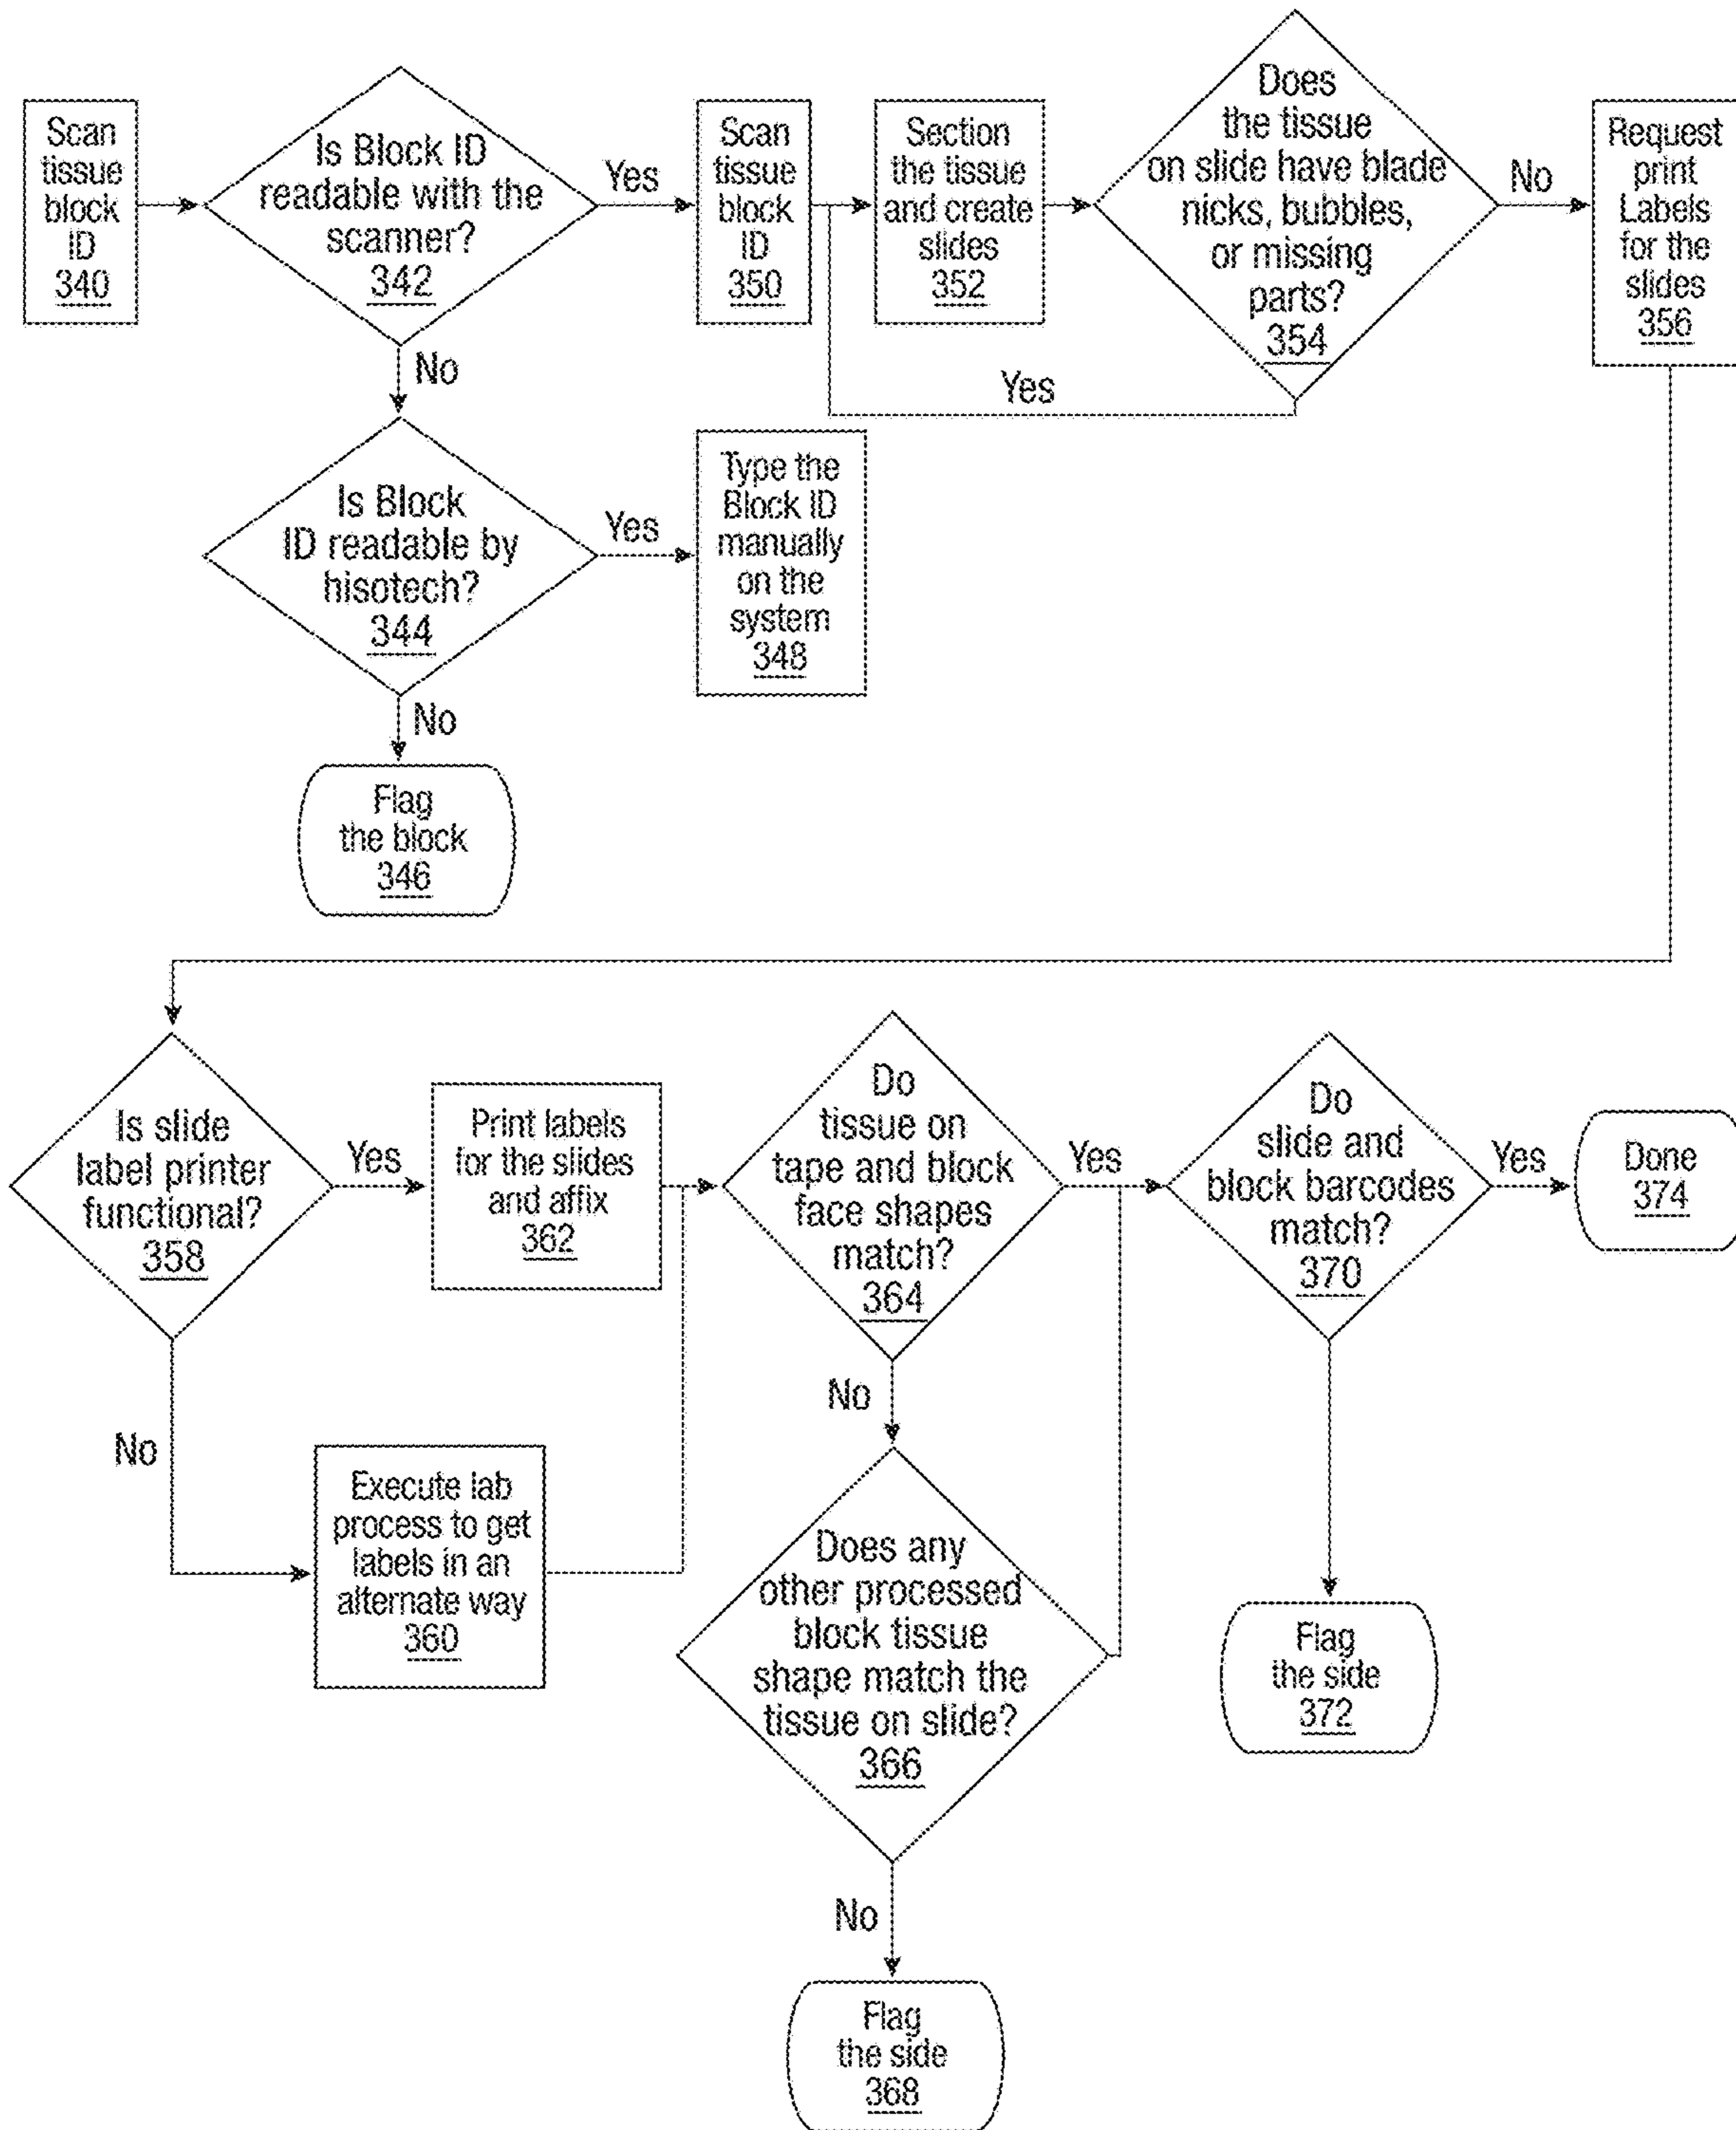 Scan
tissue
block
ID
340
Is Block ID
readable with the
scanner?
342
Yes
Scan
tissue
block
ID
350
Section
the tissue
and create
slides
352
Does
the tissue
on slide have blade
nicks, bubbles,
or missing
parts?
354
No
Request
print
Labels
for the
slides
356
Yes
No
Is Block
ID readable by
hisotech?
344
Yes
Type the
Block ID
manually
on the
system
348
No
Flag
the block
346
Is slide
label printer
functional?
358
Yes
Print labels
for the slides
and affix
362
Do
tissue on
tape and block
face shapes
match?
364
Yes
Do
slide and
block barcodes
match?
370
Yes
Done
374
No
Execute lab
process to get
labels in an
alternate way
360
No
Does any
other processed
block tissue
shape match the
tissue on slide?
366
Flag
the side
372
No
Flag
the side
368